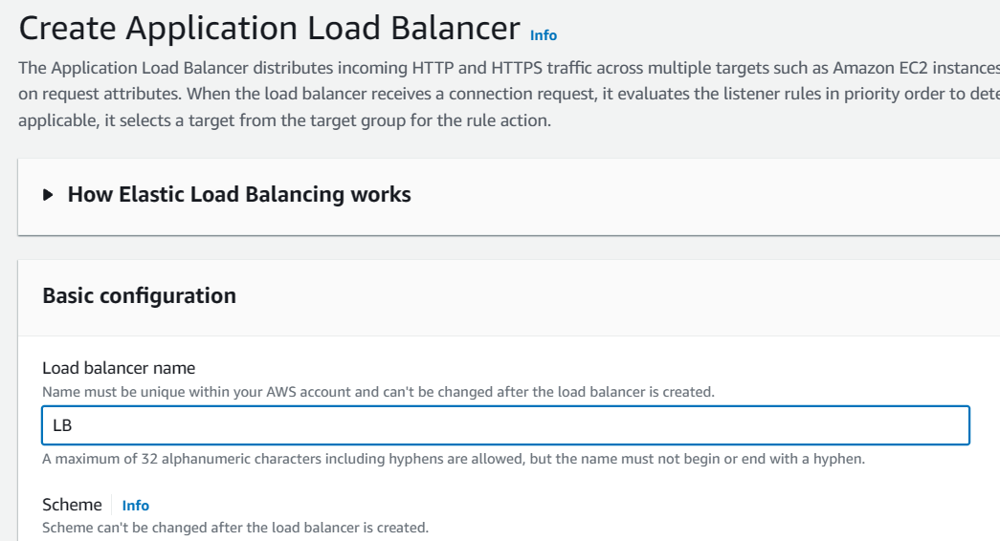 Create Application Load Balancer Info
The Application Load Balancer distributes incoming HTTP and HTTPS traffic across multiple targets such as Amazon EC2 instances
on request attributes. When the load balancer receives a connection request, it evaluates the listener rules in priority order to dete
applicable, it selects a target from the target group for the rule action.
How Elastic Load Balancing works
Basic configuration
Load balancer name
Name must be unique within your AWS account and can't be changed after the load balancer is created.
LB
A maximum of 32 alphanumeric characters including hyphens are allowed, but the name must not begin or end with a hyphen.
Scheme Info
Scheme can't be changed after the load balancer is created.